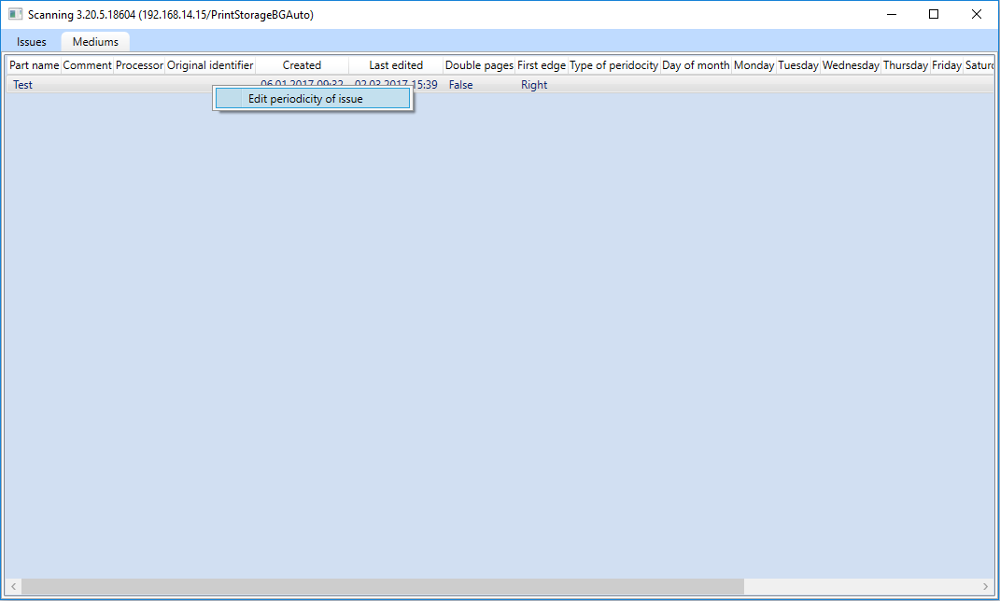 Scanning 3.20.5.18604 (192.168.14.15/PrintStorageBGAuto)
Issues Mediums
Part name Comment Processor Original identifier Created Last edited Double pages First edge Type of peridocity Day of month Monday Tuesday Wednesday Thursday Friday Saturd
Test 06.01.2017 09:32 02.03.2017 15:39 False Right
Edit periodicity of issue